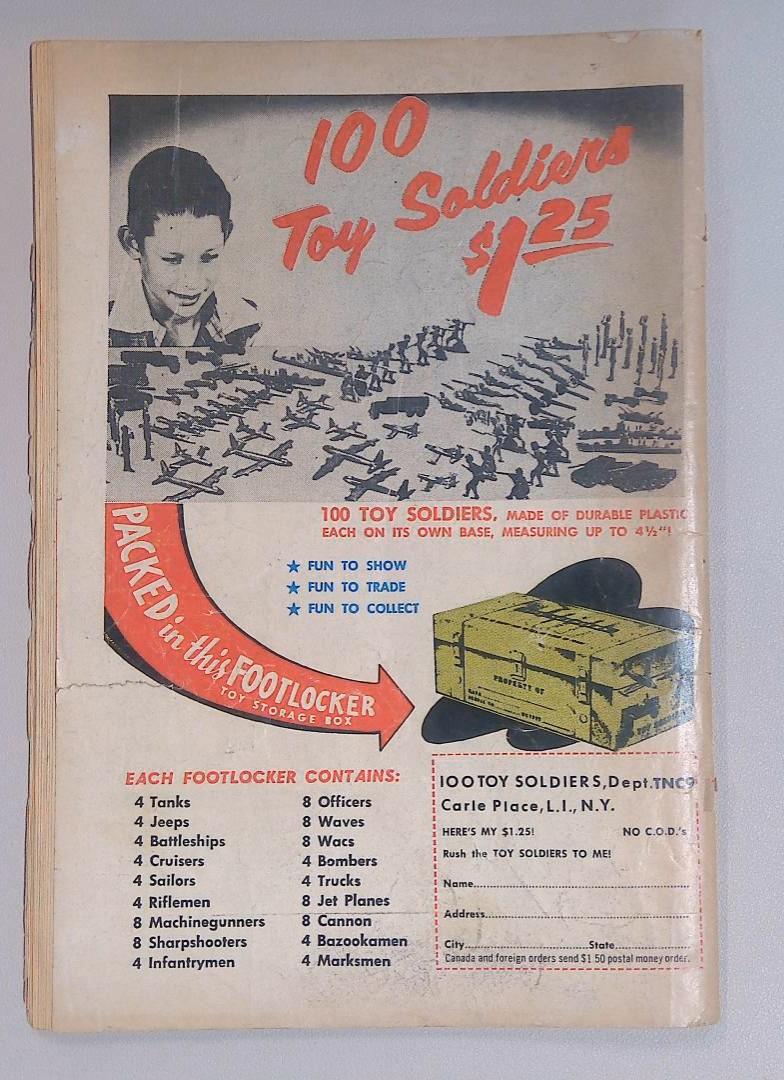 100
Toy Soldiers
$1.25
100 TOY SOLDIERS, MADE OF DURABLE PLASTIC
EACH ON ITS OWN BASE, MEASURING UP TO 4½"!
★ FUN TO SHOW
★ FUN TO TRADE
★ FUN TO COLLECT
PACKED in this FOOTLOCKER
TOY STORAGE BOX
PROPERTY OF
TOY SOLDIERS
EACH FOOTLOCKER CONTAINS:
4 Tanks
4 Jeeps
4 Battleships
4 Cruisers
4 Sailors
4 Riflemen
8 Machinegunners
8 Sharpshooters
4 Infantrymen
8 Officers
8 Waves
8 Wacs
4 Bombers
4 Trucks
8 Jet Planes
8 Cannon
4 Bazookamen
4 Marksmen
100 TOY SOLDIERS, Dept. TNC9
Carle Place, L.I., N.Y.
HERE'S MY $1.25! NO C.O.D.'s
Rush the TOY SOLDIERS TO ME!
Name
Address
City State
Canada and foreign orders send $1 50 postal money order.